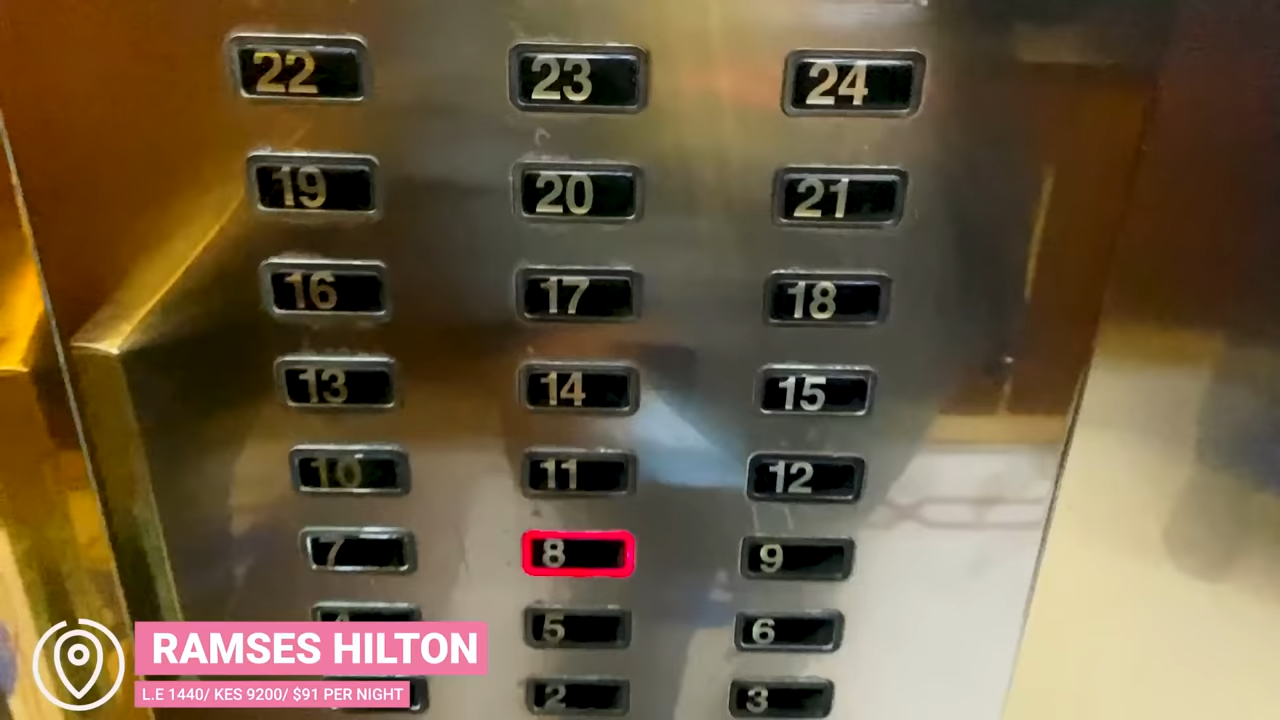 22 23 24
19 20 21
16 17 18
13 14 15
10 11 12
7 8 9
4 5 6
2 3
RAMSES HILTON
L.E 1440/ KES 9200/ $91 PER NIGHT